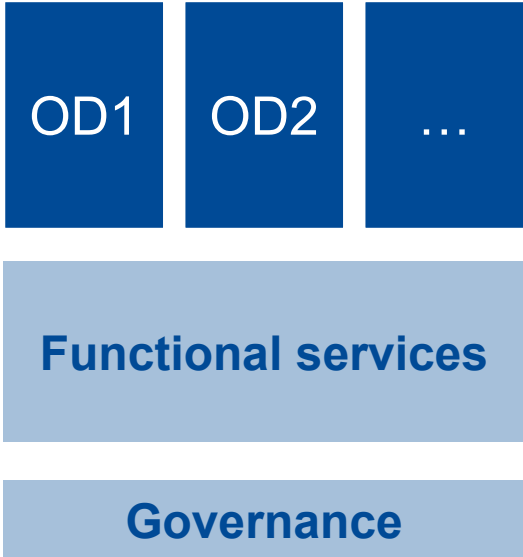 OD1
OD2
…
Functional services
Governance